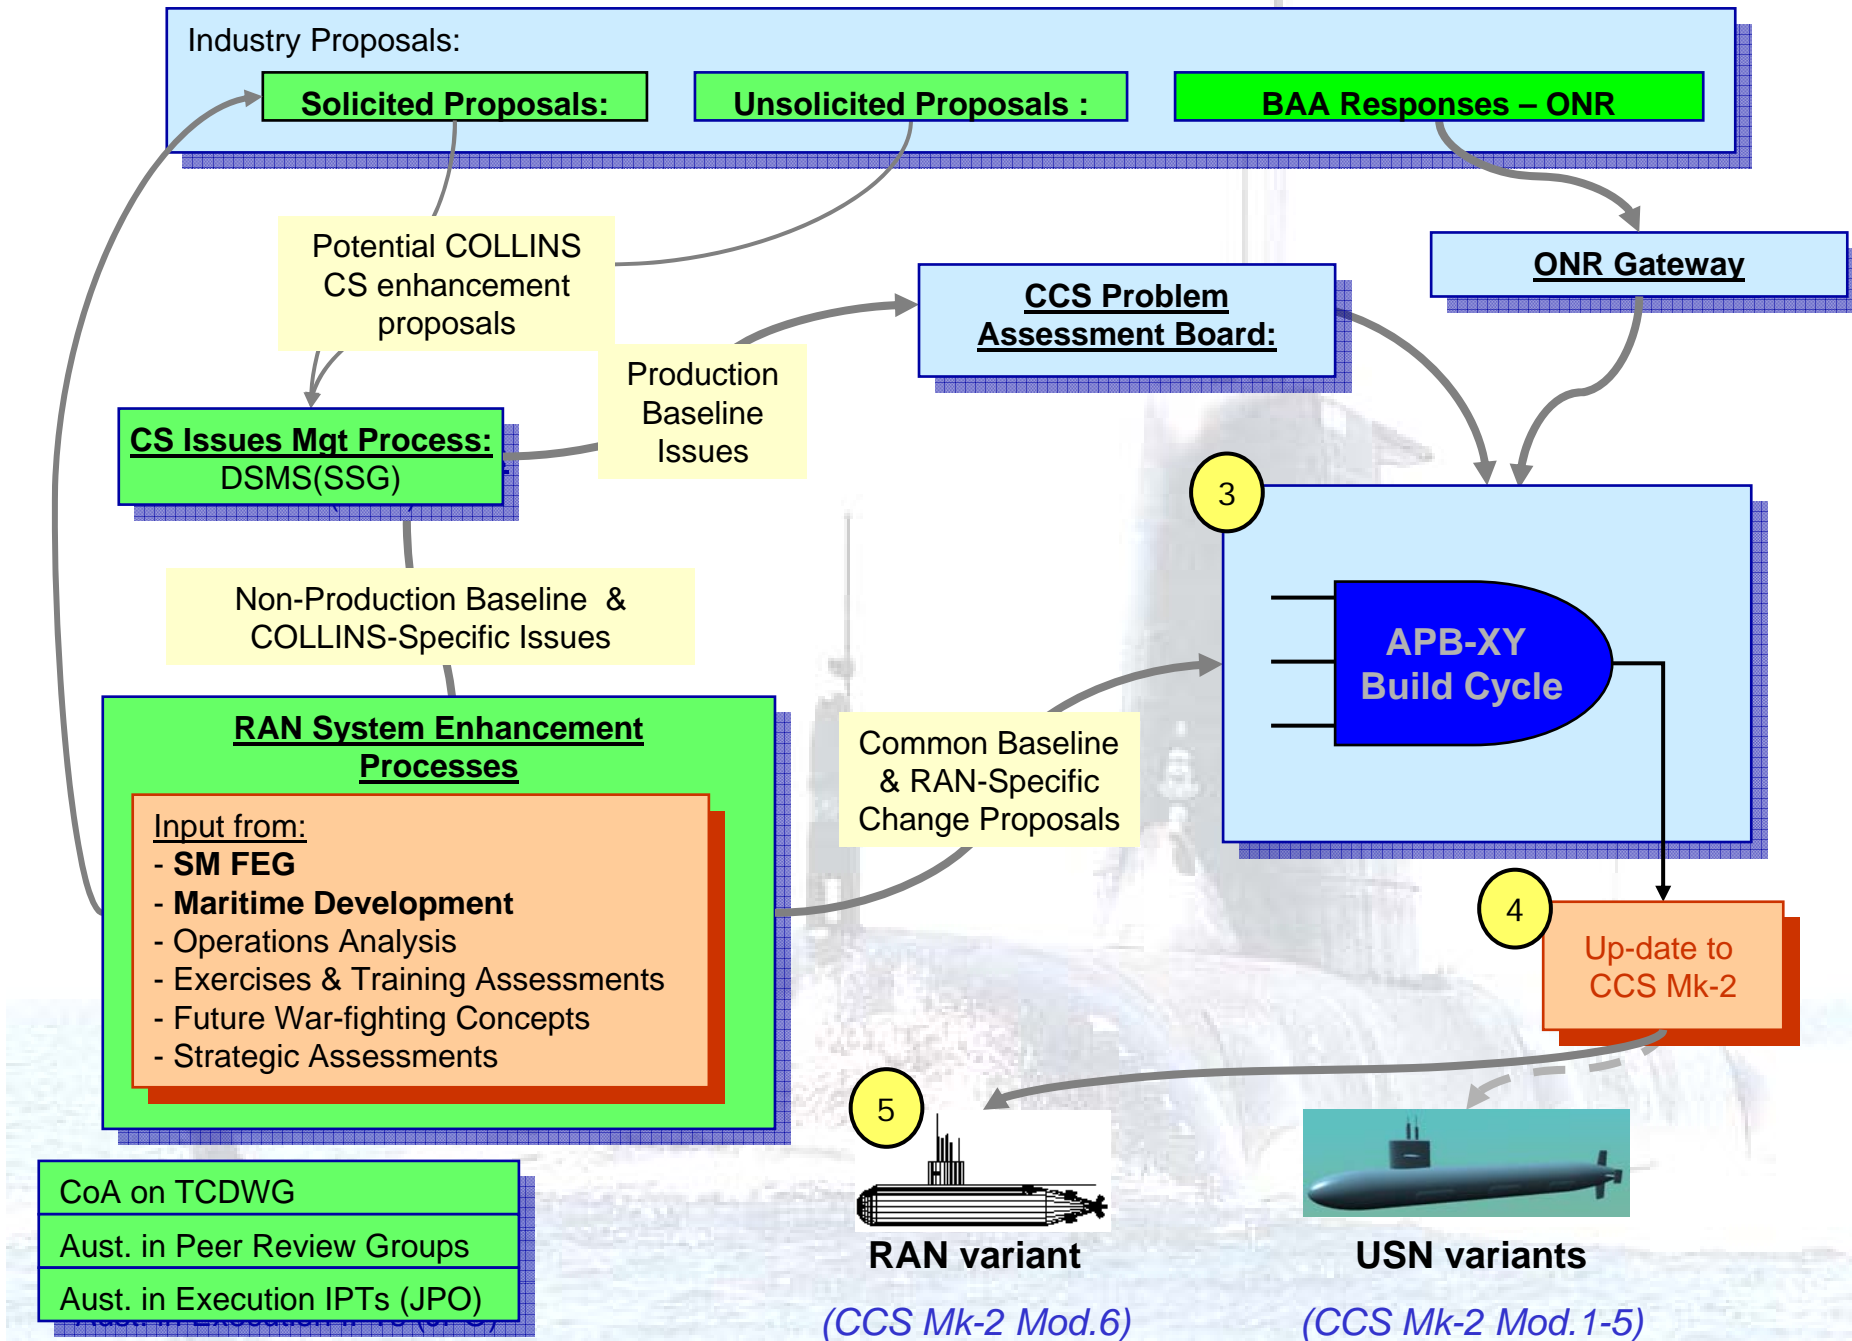 Industry Proposals:
Solicited Proposals:
Unsolicited Proposals :
BAA Responses – ONR
Potential COLLINS
CS enhancement
proposals
ONR Gateway
CCS Problem
Assessment Board:
Production
Baseline
Issues
CS Issues Mgt Process:
DSMS(SSG)
3
Non-Production Baseline &
COLLINS-Specific Issues
APB-XY
Build Cycle
RAN System Enhancement
Processes
Common Baseline
& RAN-Specific
Change Proposals
Input from:
- SM FEG
- Maritime Development
- Operations Analysis
- Exercises & Training Assessments
- Future War-fighting Concepts
- Strategic Assessments
4
Up-date to
CCS Mk-2
5
CoA on TCDWG
Aust. in Peer Review Groups
Aust. in Execution IPTs (JPO)
RAN variant
USN variants
(CCS Mk-2 Mod.6)
(CCS Mk-2 Mod.1-5)